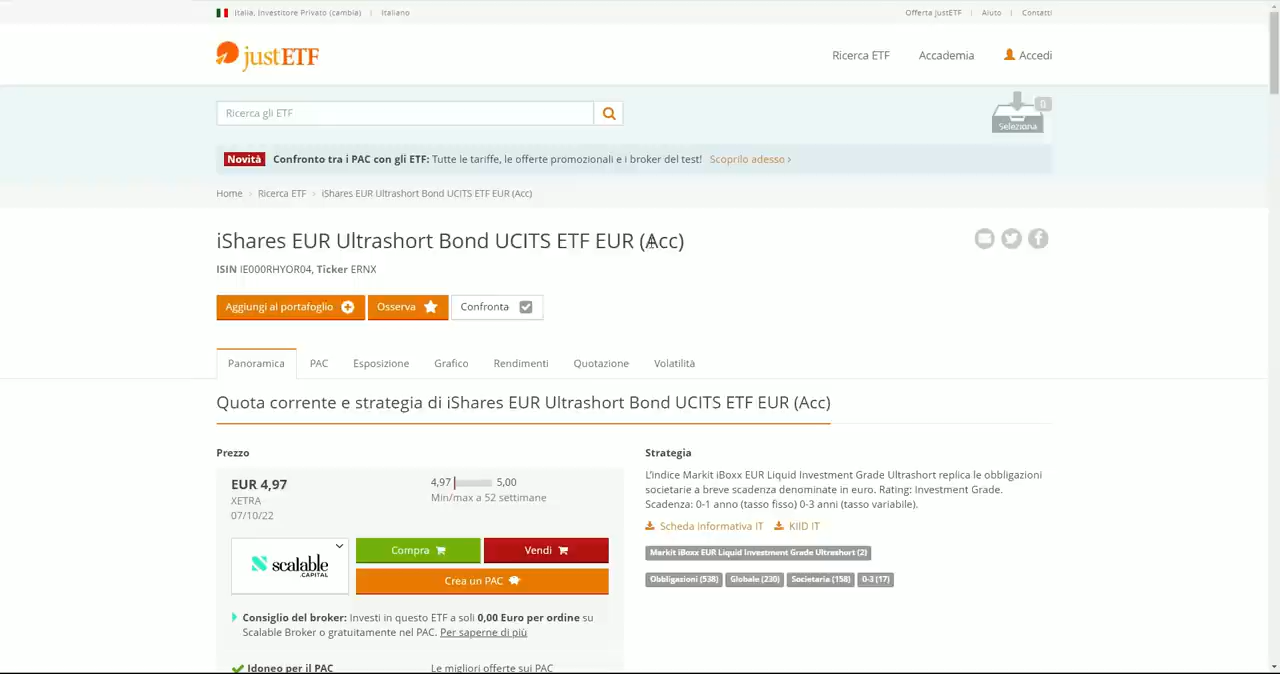 Italia, Investitore Privato (cambia) | Italiano
Offerta justETF | Aiuto | Contatti
justETF
Ricerca ETF Accademia Accedi
Ricerca gli ETF
0
Seleziona
Novità Confronto tra i PAC con gli ETF: Tutte le tariffe, le offerte promozionali e i broker del test! Scoprilo adesso ›
Home › Ricerca ETF › iShares EUR Ultrashort Bond UCITS ETF EUR (Acc)
iShares EUR Ultrashort Bond UCITS ETF EUR (Acc)
ISIN IE000RHYOR04, Ticker ERNX
Aggiungi al portafoglio Osserva Confronta
Panoramica PAC Esposizione Grafico Rendimenti Quotazione Volatilità
Quota corrente e strategia di iShares EUR Ultrashort Bond UCITS ETF EUR (Acc)
Prezzo
EUR 4,97
XETRA
07/10/22
4,97 5,00
Min/max a 52 settimane
scalable
.CAPITAL
Compra Vendi
Crea un PAC
Consiglio del broker: Investi in questo ETF a soli 0,00 Euro per ordine su
Scalable Broker o gratuitamente nel PAC. Per saperne di più
Idoneo per il PAC Le migliori offerte sui PAC
Strategia
L'indice Markit iBoxx EUR Liquid Investment Grade Ultrashort replica le obbligazioni
societarie a breve scadenza denominate in euro. Rating: Investment Grade.
Scadenza: 0-1 anno (tasso fisso) 0-3 anni (tasso variabile).
Scheda informativa IT KIID IT
Markit iBoxx EUR Liquid Investment Grade Ultrashort (2)
Obbligazioni (538) Globale (230) Societaria (158) 0-3 (17)